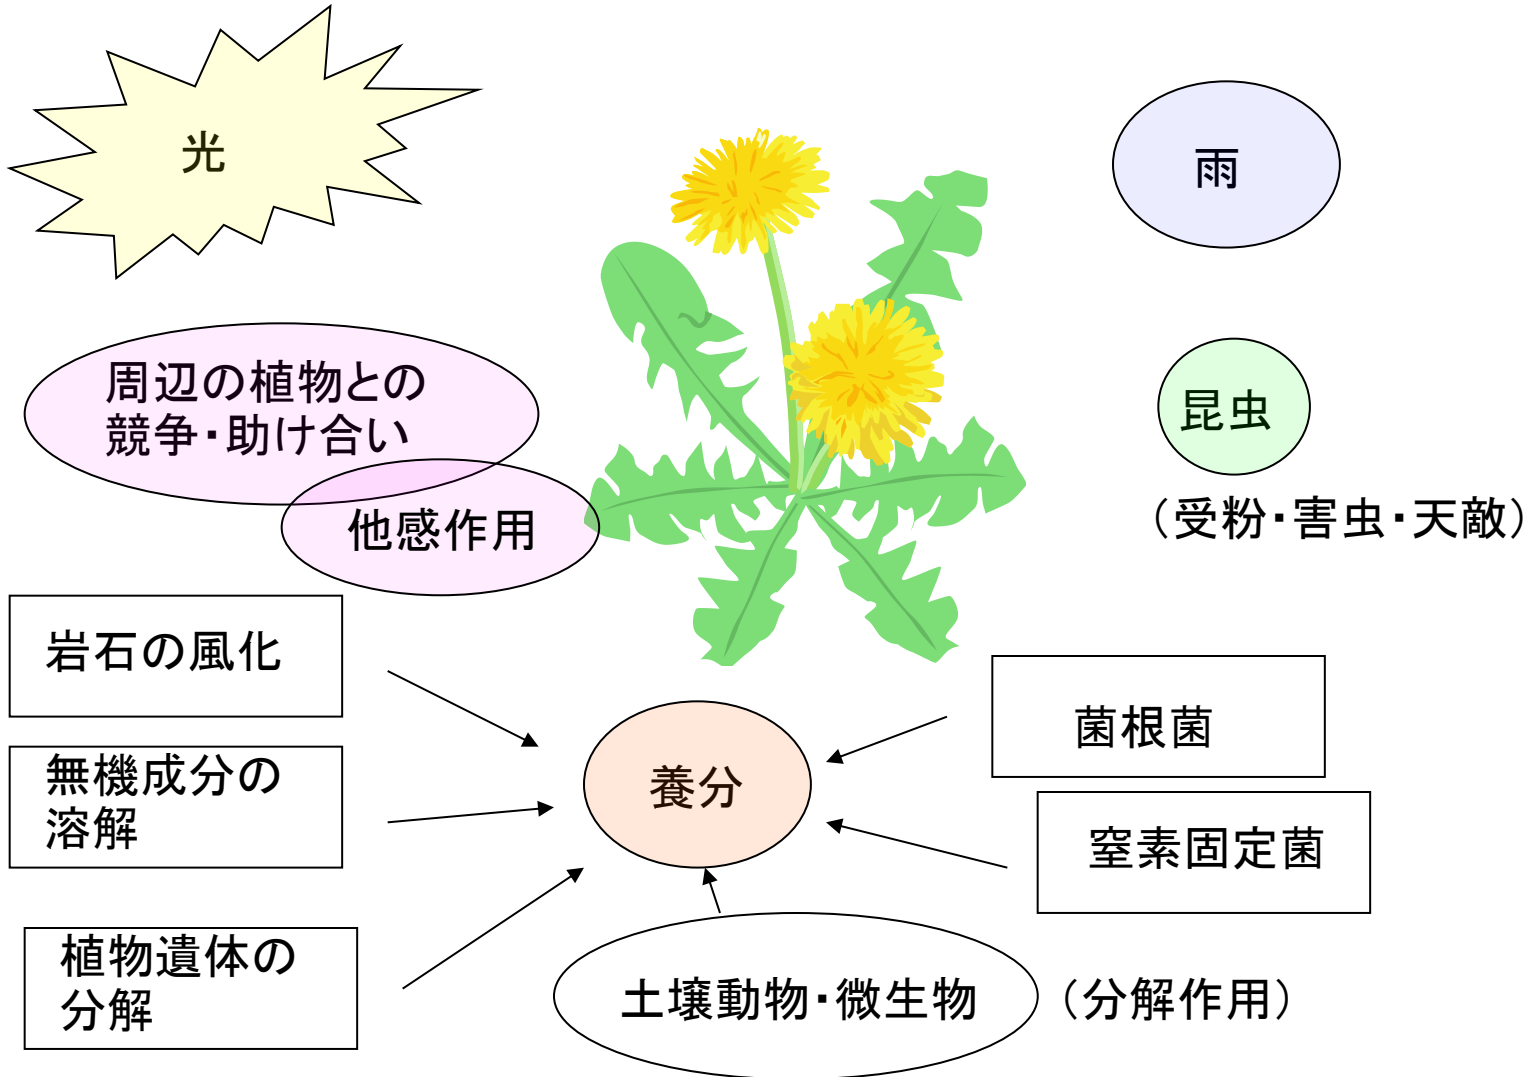 光
雨
周辺の植物との
競争・助け合い
昆虫
他感作用
（受粉・害虫・天敵）
岩石の風化
無機成分の
溶解
養分
菌根菌
窒素固定菌
植物遺体の
分解
土壌動物・微生物
（分解作用）